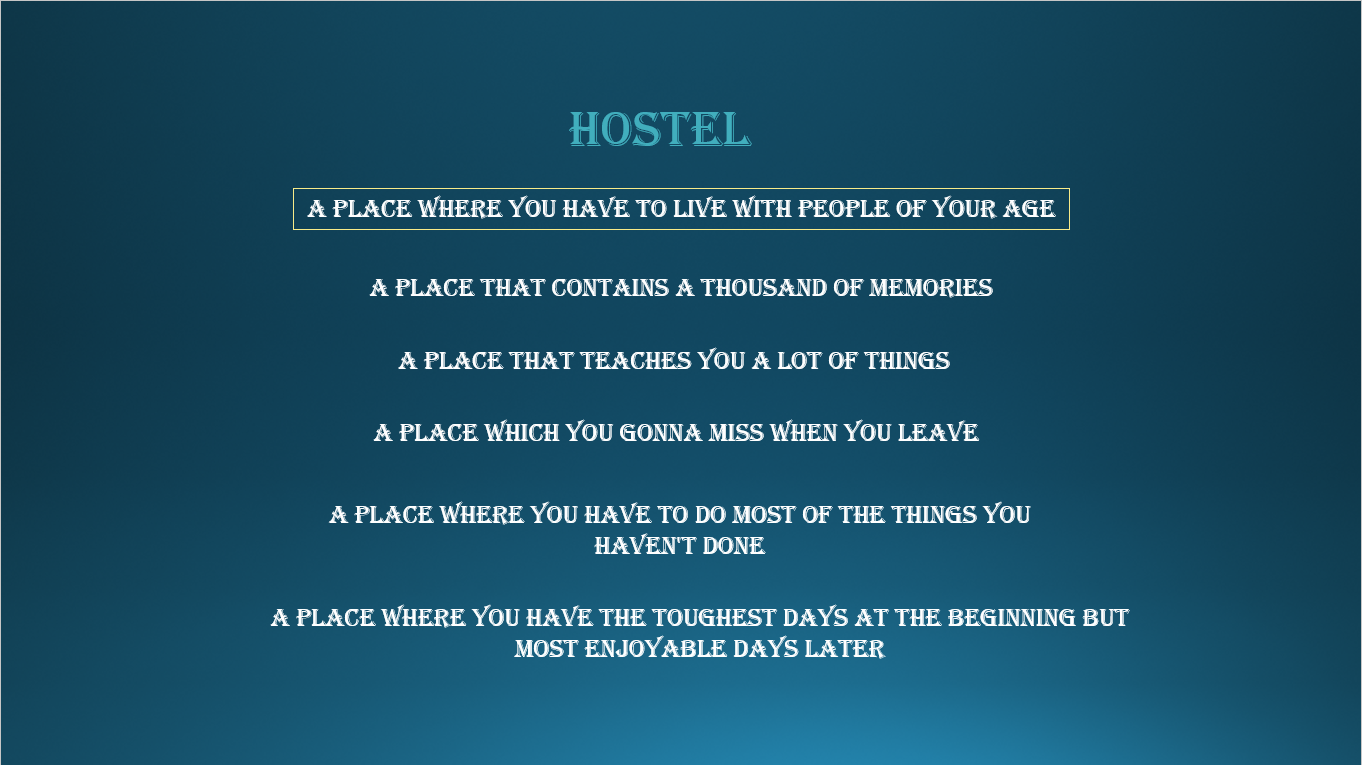 HOSTEL
A PLACE WHERE YOU HAVE TO LIVE WITH PEOPLE OF YOUR AGE
A PLACE THAT CONTAINS A THOUSAND OF MEMORIES
A PLACE THAT TEACHES YOU A LOT OF THINGS
A PLACE WHICH YOU GONNA MISS WHEN YOU LEAVE
A PLACE WHERE YOU HAVE TO DO MOST OF THE THINGS YOU
HAVEN'T DONE
A PLACE WHERE YOU HAVE THE TOUGHEST DAYS AT THE BEGINNING BUT
MOST ENJOYABLE DAYS LATER